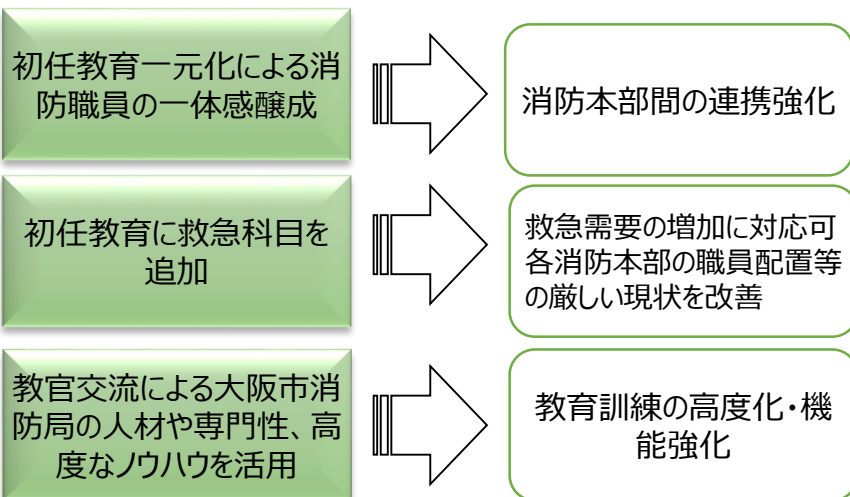 初任教育一元化による消
防職員の一体感醸成
消防本部間の連携強化
初任教育に救急科目を
追加
救急需要の増加に対応可
各消防本部の職員配置等
の厳しい現状を改善
教官交流による大阪市消
防局の人材や専門性、高
度なノウハウを活用
教育訓練の高度化・機
能強化